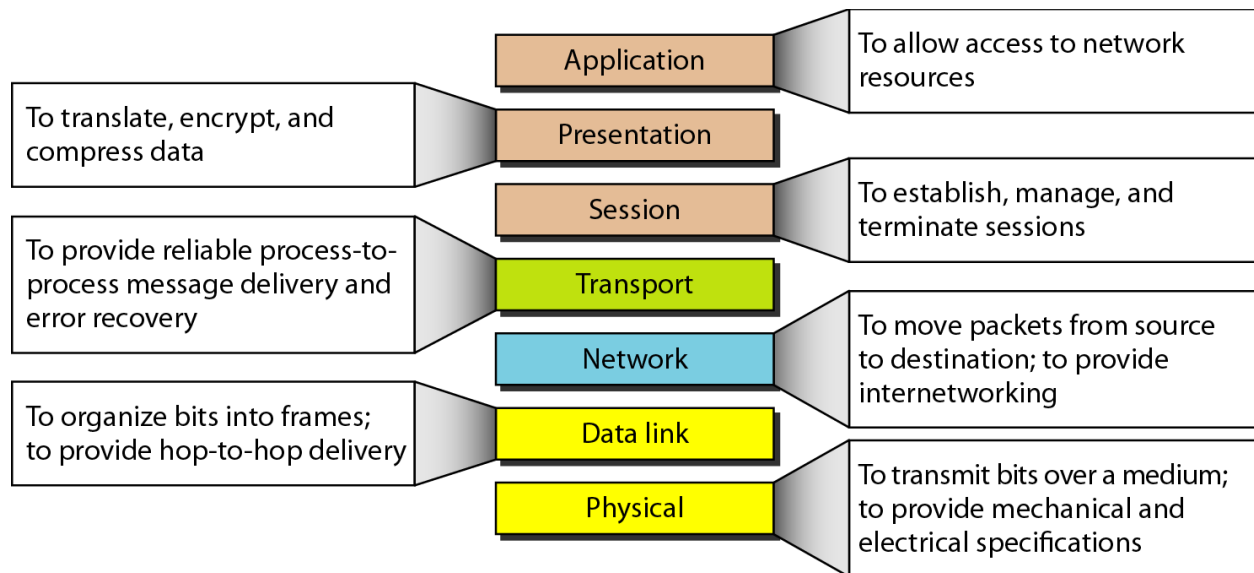 Application
To allow access to network
resources
To translate, encrypt, and
compress data
Presentation
Session
To establish, manage, and
terminate sessions
To provide reliable process-to-
process message delivery and
error recovery
Transport
Network
To move packets from source
to destination; to provide
internetworking
To organize bits into frames;
to provide hop-to-hop delivery
Data link
Physical
To transmit bits over a medium;
to provide mechanical and
electrical specifications